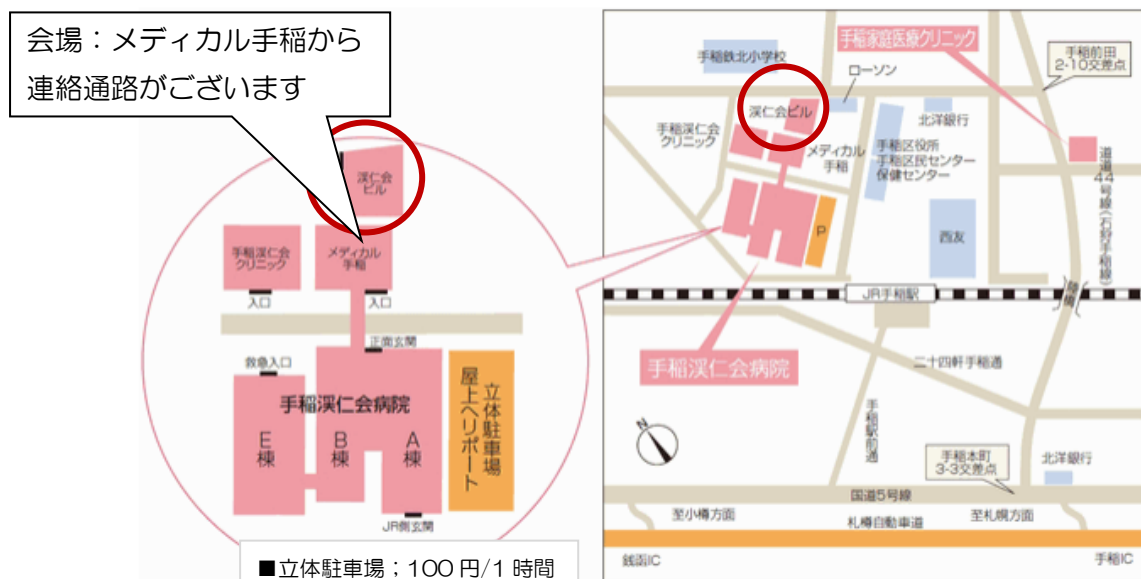 会場：メディカル手稲から
連絡通路がございます
渓仁会
ビル
手稲渓仁会
クリニック
メディカル
手稲
入口
入口
正面玄関
救急入口
手稲渓仁会病院
E棟
B棟
A棟
立体駐車場
屋上ヘリポート
JR側玄関
■立体駐車場；100円/1時間
手稲家庭医療クリニック
手稲前田
2-10交差点
手稲鉄北小学校
ローソン
渓仁会ビル
北洋銀行
手稲渓仁会
クリニック
メディカル
手稲
手稲区役所
手稲区民センター
保健センター
道道44号線(石狩手稲線)
P
西友
JR手稲駅
陸橋
手稲渓仁会病院
二十四軒手稲通
N
手稲駅前通
手稲本町
3-3交差点
北洋銀行
国道5号線
至小樽方面
札樽自動車道
至札幌方面
銭函IC
手稲IC